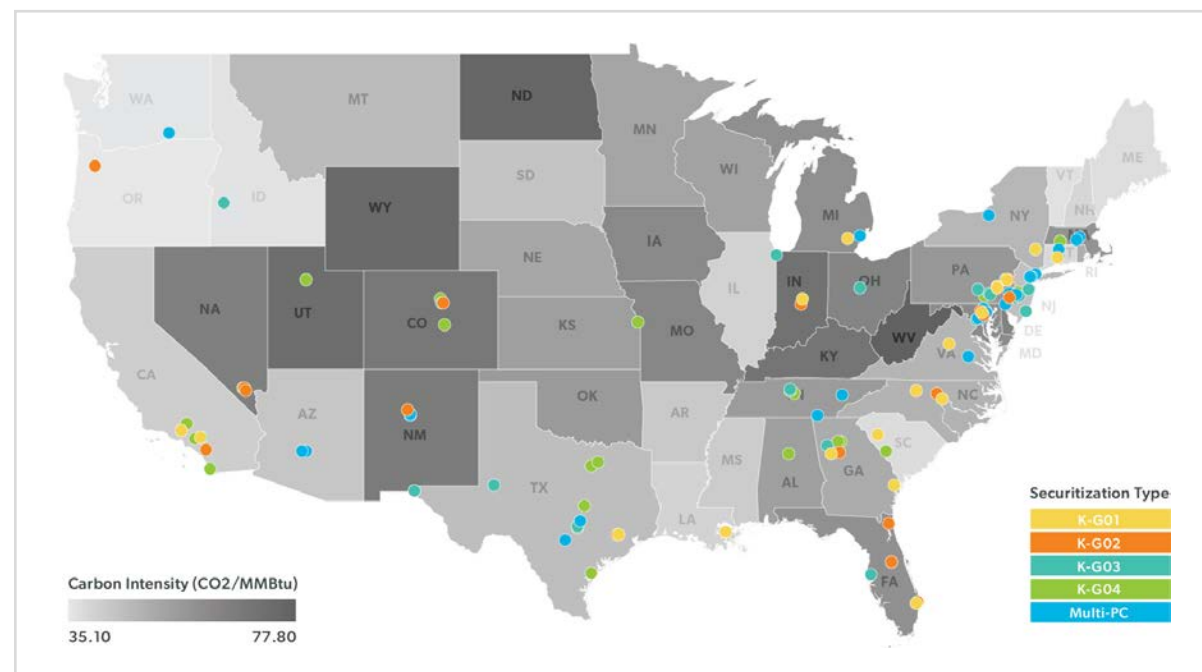 WA
MT
ND
MN
ME
VT
NH
OR
ID
SD
WI
MI
NY
WY
IA
NE
PA
RI
NA
UT
CO
IL
IN
OH
NJ
DE
MD
CA
KS
MO
WV
KY
VA
AZ
NM
OK
AR
NC
TX
MS
AL
GA
SC
LA
FA
Securitization Type
K-G01
K-G02
K-G03
K-G04
Multi-PC
Carbon Intensity (CO2/MMBtu)
35.10
77.80